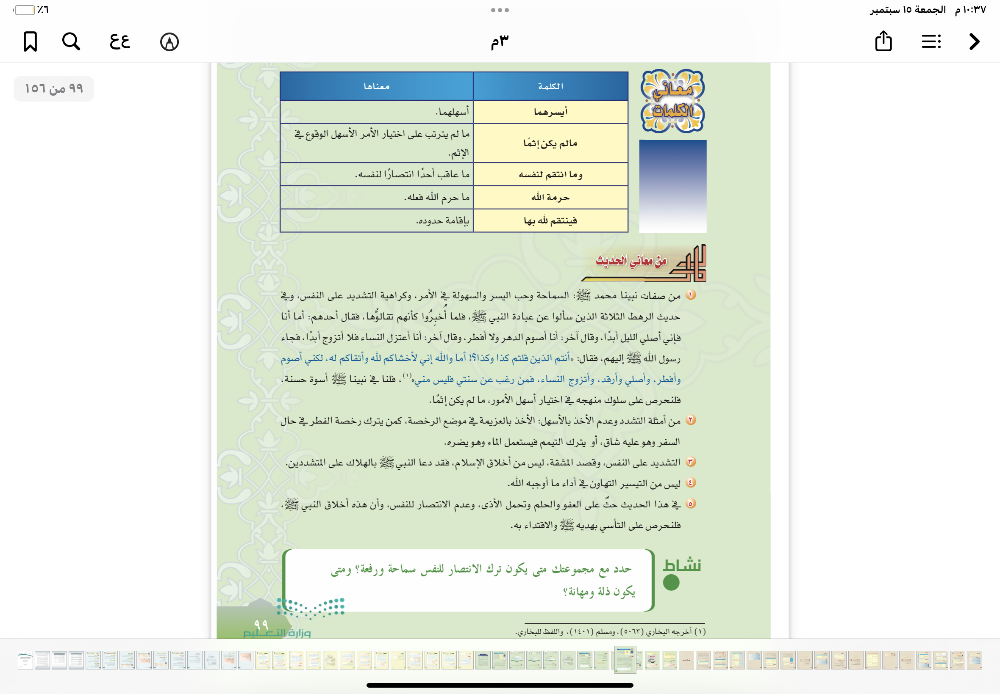 ١٠:٣٧ م الجمعة ١٥ سبتمبر
٪٦
٣م
عع
٩٩ من ١٥٦
معاني
الكلمات
الكلمة معناها
أيسرهما أسهلهما.
مالم يكن إثمًا ما لم يترتب على اختيار الأمر الأسهل الوقوع في
الإثم.
وما انتقم لنفسه ما عاقب أحدًا انتصارًا لنفسه.
حرمة الله ما حرم الله فعله.
فينتقم لله بها بإقامة حدوده.
من معاني الحديث
١ من صفات نبينا محمد ﷺ: السماحة وحب اليسر والسهولة في الأمر، وكراهية التشديد على النفس، وفي
حديث الرهط الثلاثة الذين سألوا عن عبادة النبي ﷺ، فلما أُخبِرُوا كأنهم تقالوُّها، فقال أحدهم: أما أنا
فإني أصلي الليل أبدًا، وقال آخر: أنا أصوم الدهر ولا أفطر، وقال آخر: أنا أعتزل النساء فلا أتزوج أبدًا، فجاء
رسول الله ﷺ إليهم، فقال: «أنتم الذين قلتم كذا وكذا؟! أما والله إني لأخشاكم لله وأتقاكم له، لكني أصوم
وأفطر، وأصلي وأرقد، وأتزوج النساء، فمن رغب عن سنتي فليس مني»(١)، فلنا في نبينا ﷺ أسوة حسنة،
فلنحرص على سلوك منهجه في اختيار أسهل الأمور، ما لم يكن إثمًا.
٢ من أمثلة التشدد وعدم الأخذ بالأسهل: الأخذ بالعزيمة في موضع الرخصة، كمن يترك رخصة الفطر في حال
السفر وهو عليه شاق، أو يترك التيمم فيستعمل الماء وهو يضره.
٣ التشديد على النفس، وقصد المشقة، ليس من أخلاق الإسلام، فقد دعا النبي ﷺ بالهلاك على المتشددين.
٤ ليس من التيسير التهاون في أداء ما أوجبه الله.
٥ في هذا الحديث حثٌّ على العفو والحلم وتحمل الأذى، وعدم الانتصار للنفس، وأن هذه أخلاق النبي ﷺ،
فلنحرص على التأسي بهديه ﷺ والاقتداء به.
نشاط
حدد مع مجموعتك متى يكون ترك الانتصار للنفس سماحة ورفعة؟ ومتى
يكون ذلة ومهانة؟
(١) أخرجه البخاري (٥٠٦٣)، ومسلم (١٤٠١)، واللفظ للبخاري.
٩٩
وزارة التعليم